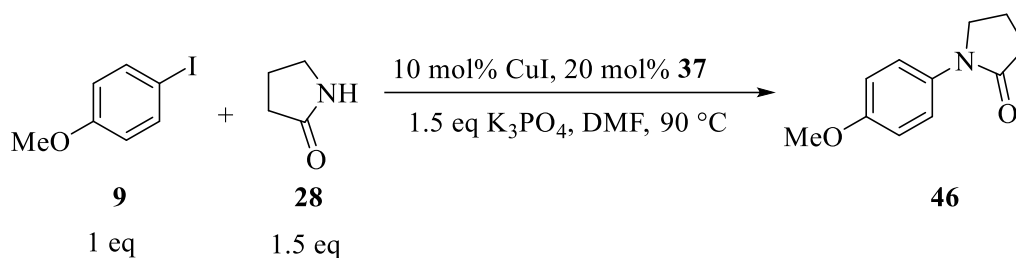 I
MeO
+
NH
O
10 mol% CuI, 20 mol% 37
1.5 eq K₃PO₄, DMF, 90 °C
N
O
MeO
9
28
46
1 eq
1.5 eq